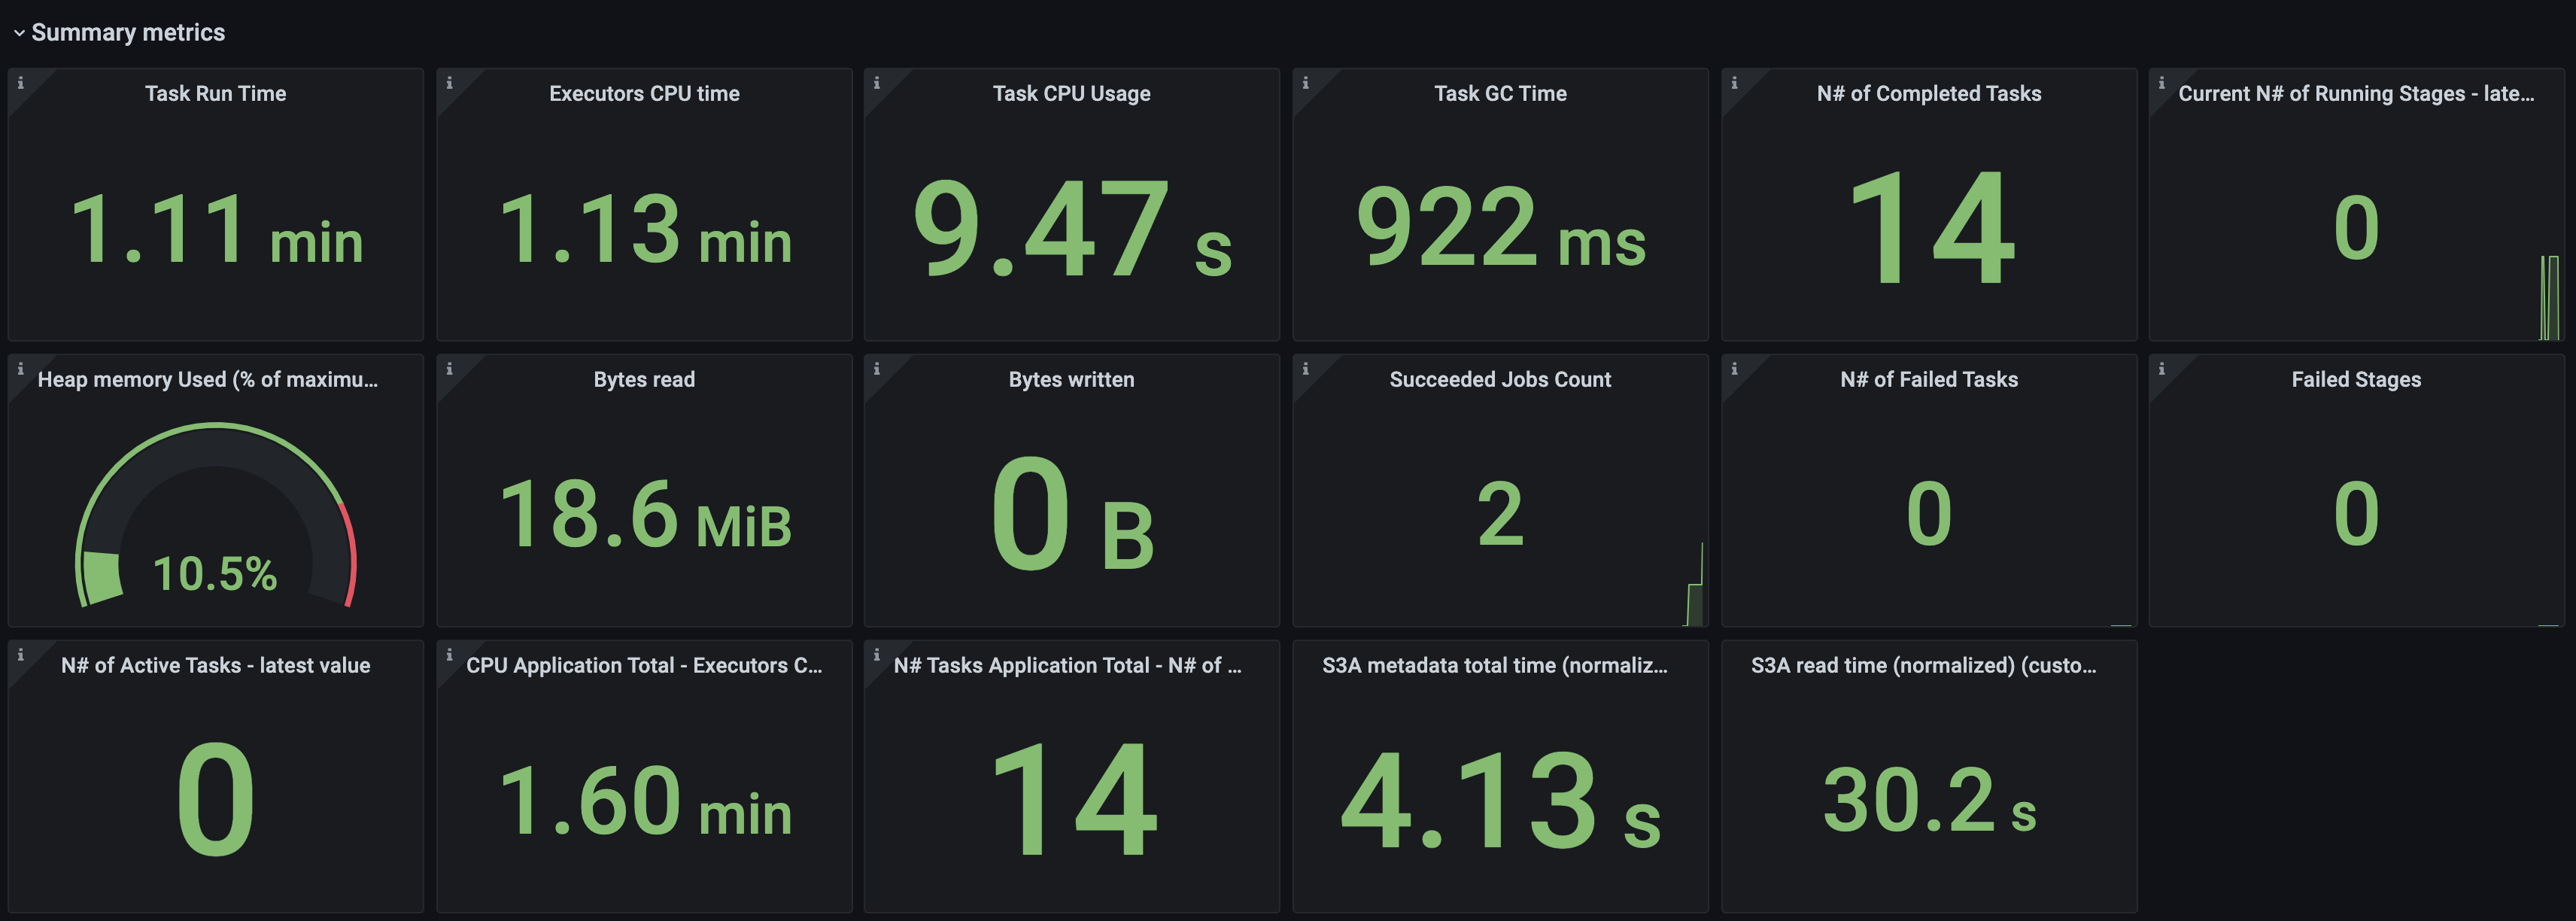 Summary metrics
Task Run Time
1.11 min
Executors CPU time
1.13 min
Task CPU Usage
9.47 s
Task GC Time
922 ms
N# of Completed Tasks
14
Current N# of Running Stages - late...
0
Heap memory Used (% of maximu...
10.5%
Bytes read
18.6 MiB
Bytes written
0 B
Succeeded Jobs Count
2
N# of Failed Tasks
0
Failed Stages
0
N# of Active Tasks - latest value
0
CPU Application Total - Executors C...
1.60 min
N# Tasks Application Total - N# of ...
14
S3A metadata total time (normaliz...
4.13 s
S3A read time (normalized) (custo...
30.2 s